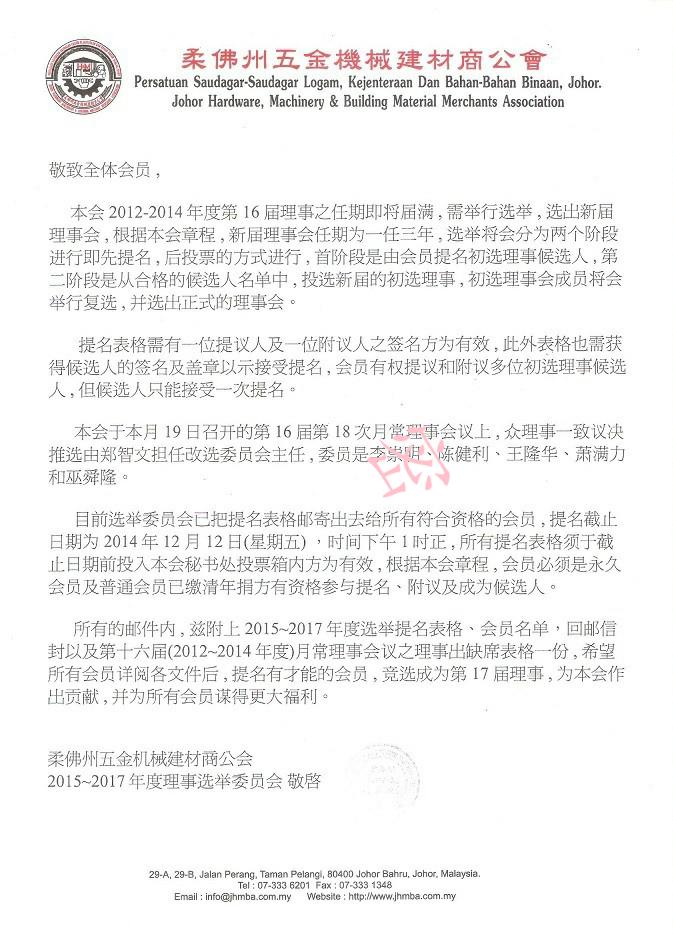 柔佛州五金機械建材商公會
Persatuan Saudagar-Saudagar Logam, Kejenteraan Dan Bahan-Bahan Binaan, Johor.
Johor Hardware, Machinery & Building Material Merchants Association
敬致全体会员 ,
本会 2012-2014 年度第 16 届理事之任期即将届满 , 需举行选举 , 选出新届
理事会 , 根据本会章程 , 新届理事会任期为一任三年 , 选举将会分为两个阶段
进行即先提名 , 后投票的方式进行 , 首阶段是由会员提名初选理事候选人 , 第
二阶段是从合格的候选人名单中 , 投选新届的初选理事 , 初选理事会成员将会
举行复选 , 并选出正式的理事会。
提名表格需有一位提议人及一位附议人之签名方为有效 , 此外表格也需获
得候选人的签名及盖章以示接受提名 , 会员有权提议和附议多位初选理事候选
人 , 但候选人只能接受一次提名。
本会于本月 19 日召开的第 16 届第 18 次月常理事会议上 , 众理事一致议决
推选由郑智文担任改选委员会主任 , 委员是李崇明、陈健利、王隆华、萧满力
和巫舜隆。
目前选举委员会已把提名表格邮寄出去给所有符合资格的会员 , 提名截止
日期为 2014 年 12 月 12 日(星期五) , 时间下午 1 时正 , 所有提名表格须于截
止日期前投入本会秘书处投票箱内方为有效 , 根据本会章程 , 会员必须是永久
会员及普通会员已缴清年捐方有资格参与提名、附议及成为候选人。
所有的邮件内 , 兹附上 2015~2017 年度选举提名表格、会员名单 , 回邮信
封以及第十六届(2012~2014 年度)月常理事会议之理事出缺席表格一份 , 希望
所有会员详阅各文件后 , 提名有才能的会员 , 竞选成为第 17 届理事 , 为本会作
出贡献 , 并为所有会员谋得更大福利。
柔佛州五金机械建材商公会
2015~2017 年度理事选举委员会 敬启
29-A, 29-B, Jalan Perang, Taman Pelangi, 80400 Johor Bahru, Johor, Malaysia.
Tel : 07-333 6201 Fax : 07-333 1348
Email : info@jhmba.com.my Website : http://www.jhmba.com.my